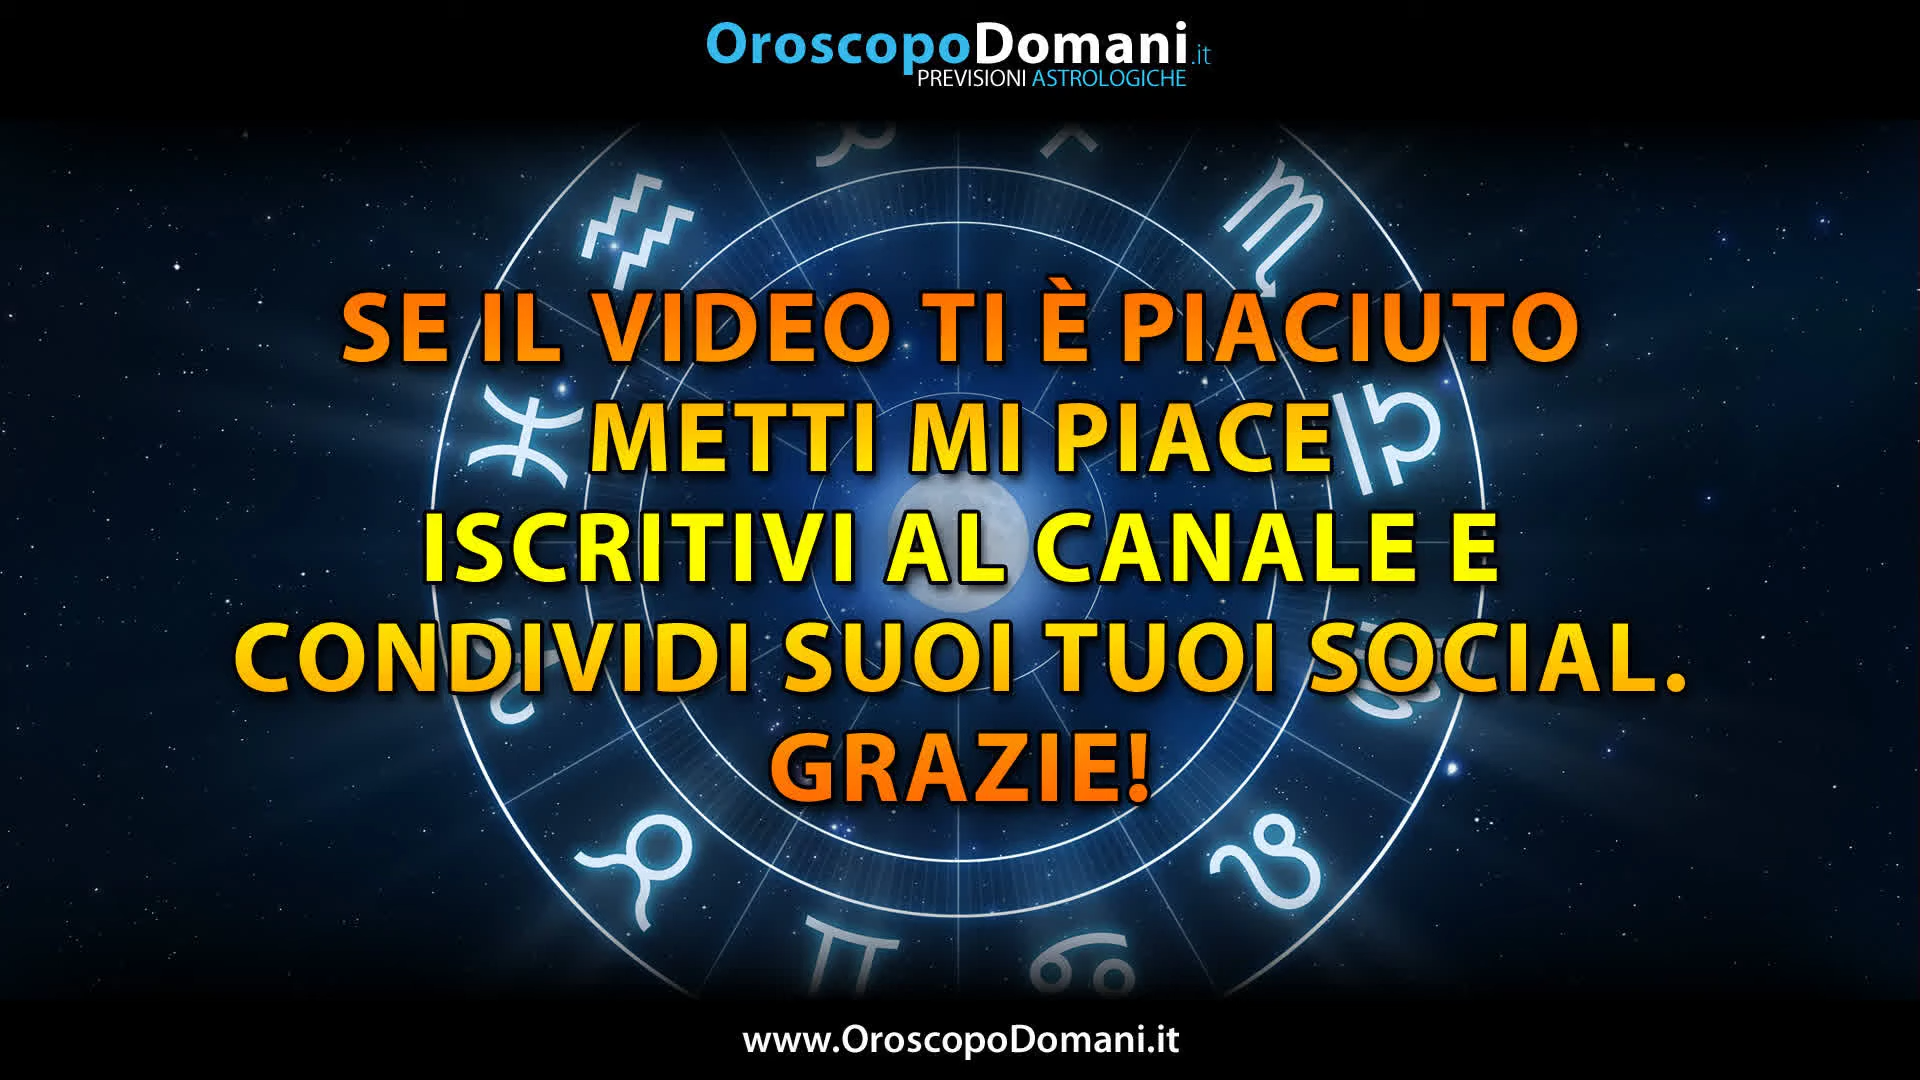 OroscopoDomani.it
PREVISIONI ASTROLOGICHE
SE IL VIDEO TI È PIACIUTO
METTI MI PIACE
ISCRITIVI AL CANALE E
CONDIVIDI SUOI TUOI SOCIAL.
GRAZIE!
www.OroscopoDomani.it